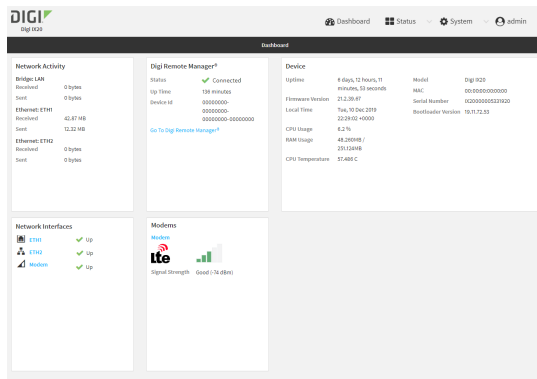 DIGI
Digi IX20
Dashboard
Status
System
admin
Dashboard
Network Activity
Bridge: LAN
Received 0 bytes
Sent 0 bytes
Ethernet: ETH1
Received 42.87 MB
Sent 12.32 MB
Ethernet: ETH2
Received 0 bytes
Sent 0 bytes
Digi Remote Manager®
Status Connected
Up Time 136 minutes
Device Id 00000000-
00000000-
00000000-00000000
Go To Digi Remote Manager®
Device
Uptime 6 days, 12 hours, 11
minutes, 53 seconds
Firmware Version 21.2.39.67
Local Time Tue, 10 Dec 2019
22:29:02 +0000
CPU Usage 6.2 %
RAM Usage 48.260MB /
251.124MB
CPU Temperature 57.466 C
Model Digi IX20
MAC 00:00:00:00:00:00
Serial Number IX20000005231920
Bootloader Version 19.11.72.53
Network Interfaces
ETH1 Up
ETH2 Up
Modem Up
Modems
Modem
lte
Signal Strength Good (-74 dBm)